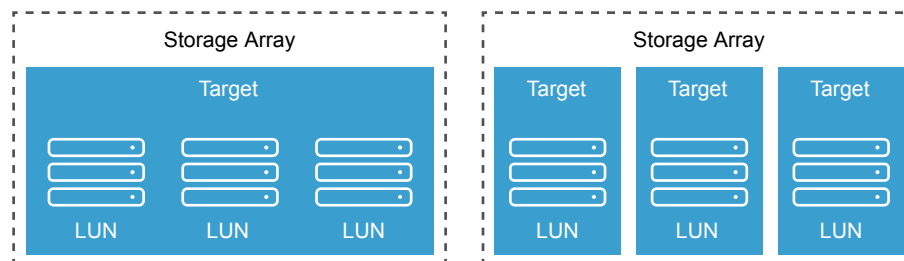 Storage Array
Target
LUN LUN LUN
Storage Array
Target Target Target
LUN LUN LUN